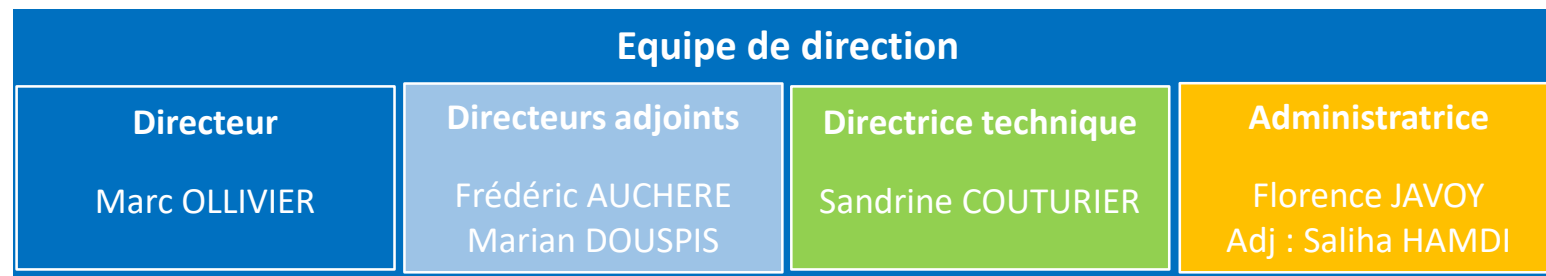 Equipe de direction
Directeur
Marc OLLIVIER
Directeurs adjoints
Frédéric AUCHERE
Marian DOUSPIS
Directrice technique
Sandrine COUTURIER
Administratrice
Florence JAVOY
Adj : Saliha HAMDI